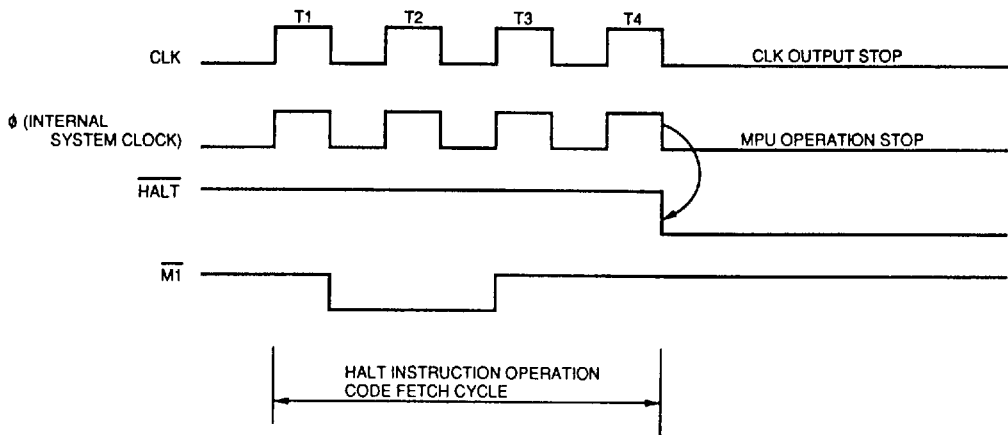 T1 T2 T3 T4
CLK
CLK OUTPUT STOP
ϕ (INTERNAL
SYSTEM CLOCK)
MPU OPERATION STOP
HALT
M1
HALT INSTRUCTION OPERATION
CODE FETCH CYCLE